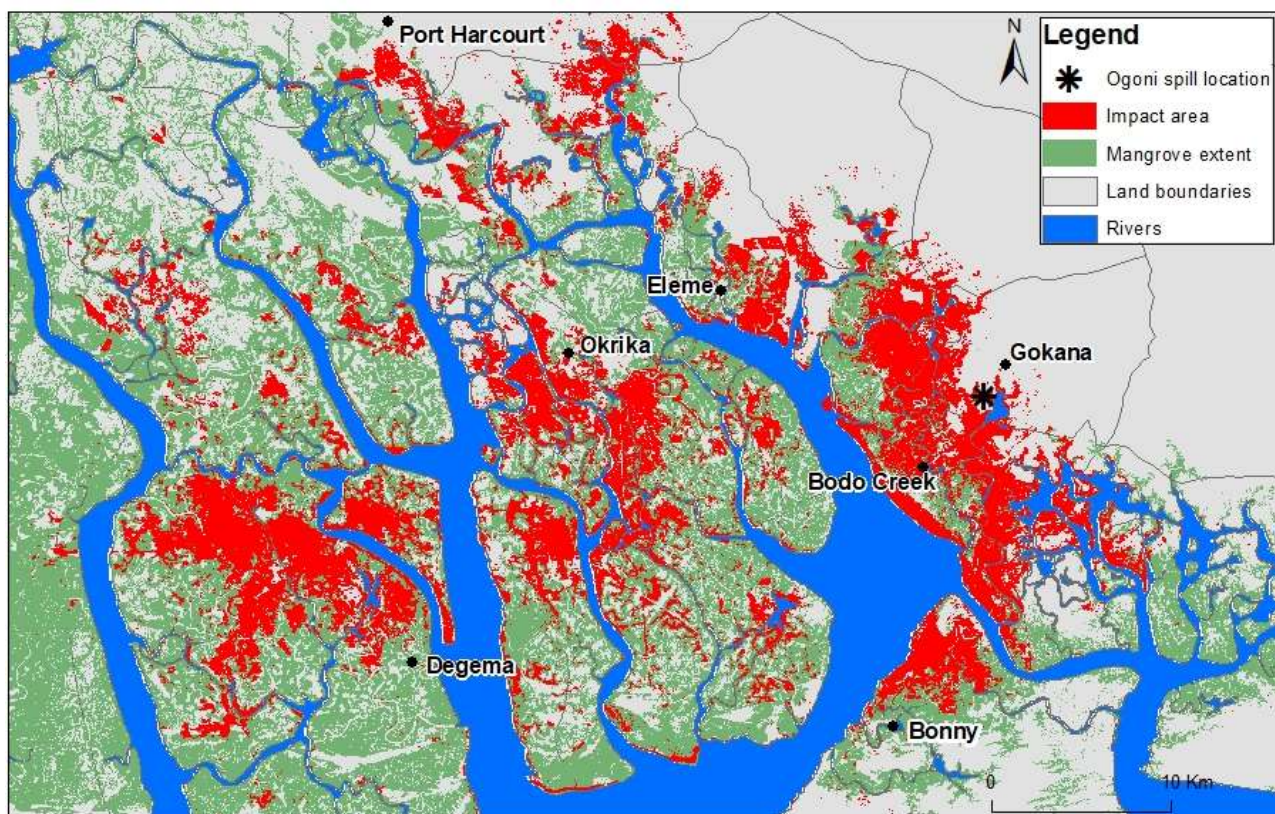 Port Harcourt
N
Legend
Ogoni spill location
Impact area
Mangrove extent
Land boundaries
Rivers
Eleme
Okrika
Gokana
Bodo Creek
Degema
Bonny
0 10 Km